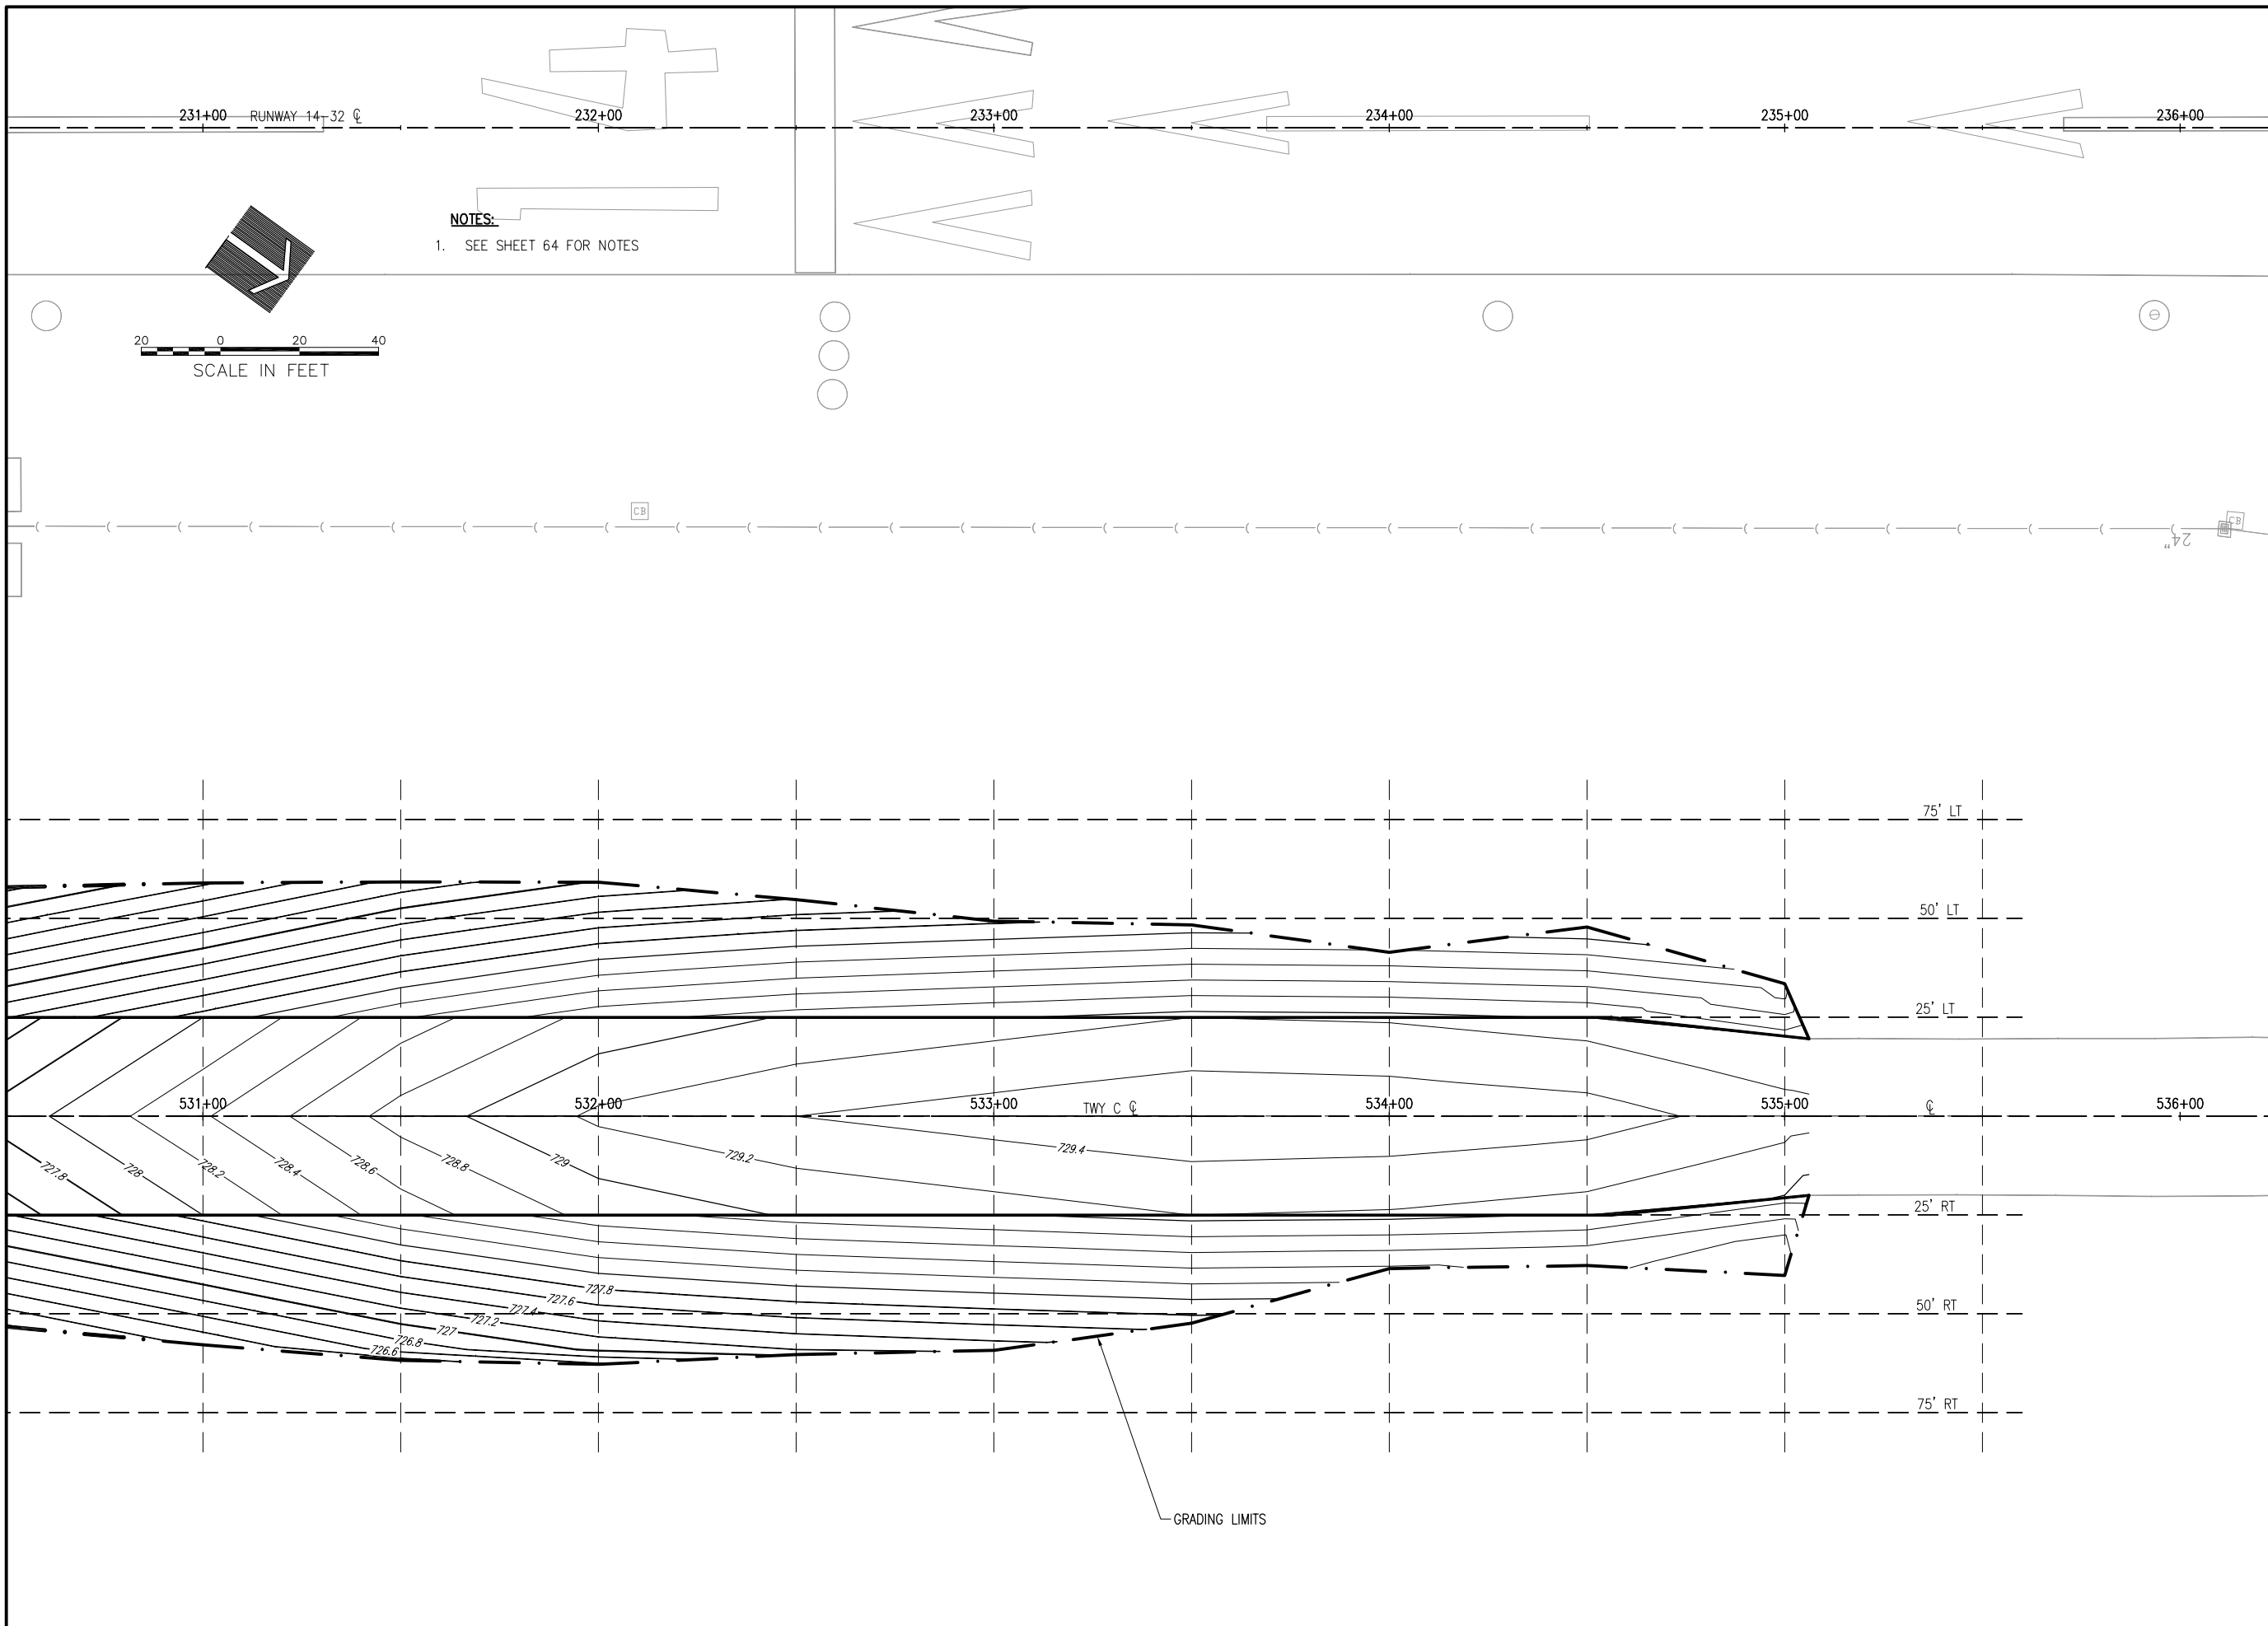 231+00 RUNWAY 14-32 ℄ 232+00 233+00 234+00 235+00 236+00
NOTES:
1. SEE SHEET 64 FOR NOTES
20 0 20 40
SCALE IN FEET
CB
CB
24"
75' LT
50' LT
25' LT
531+00 532+00 533+00 TWY C ℄ 534+00 535+00 ℄ 536+00
727.8 728 728.2 728.4 728.6 728.8 729 729.2 729.4
25' RT
727.8
727.6
727.4
727.2
727
726.8
726.6
50' RT
75' RT
GRADING LIMITS